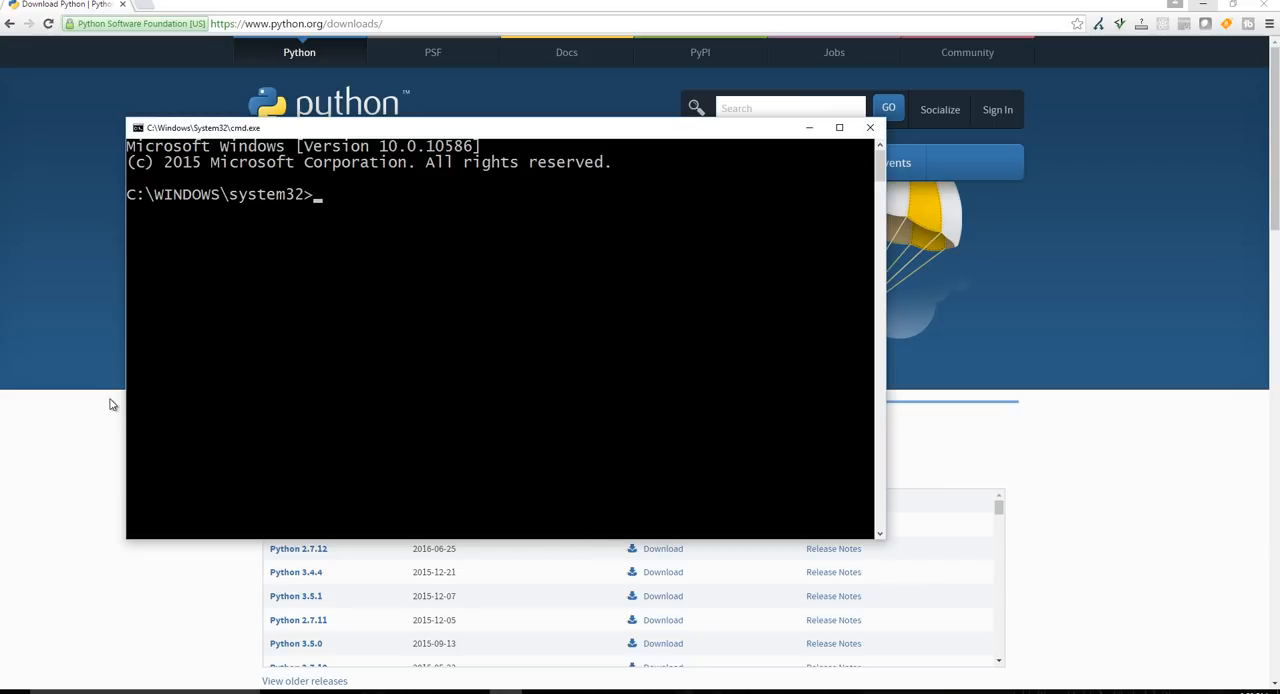 Download Python | Pytho
Python Software Foundation [US] https://www.python.org/downloads/
Python PSF Docs PyPI Jobs Community
python™
Search GO Socialize Sign In
C:\Windows\System32\cmd.exe
Microsoft Windows [Version 10.0.10586]
(c) 2015 Microsoft Corporation. All rights reserved.
vents
C:\WINDOWS\system32>_
Python 2.7.12 2016-06-25 Download Release Notes
Python 3.4.4 2015-12-21 Download Release Notes
Python 3.5.1 2015-12-07 Download Release Notes
Python 2.7.11 2015-12-05 Download Release Notes
Python 3.5.0 2015-09-13 Download Release Notes
View older releases